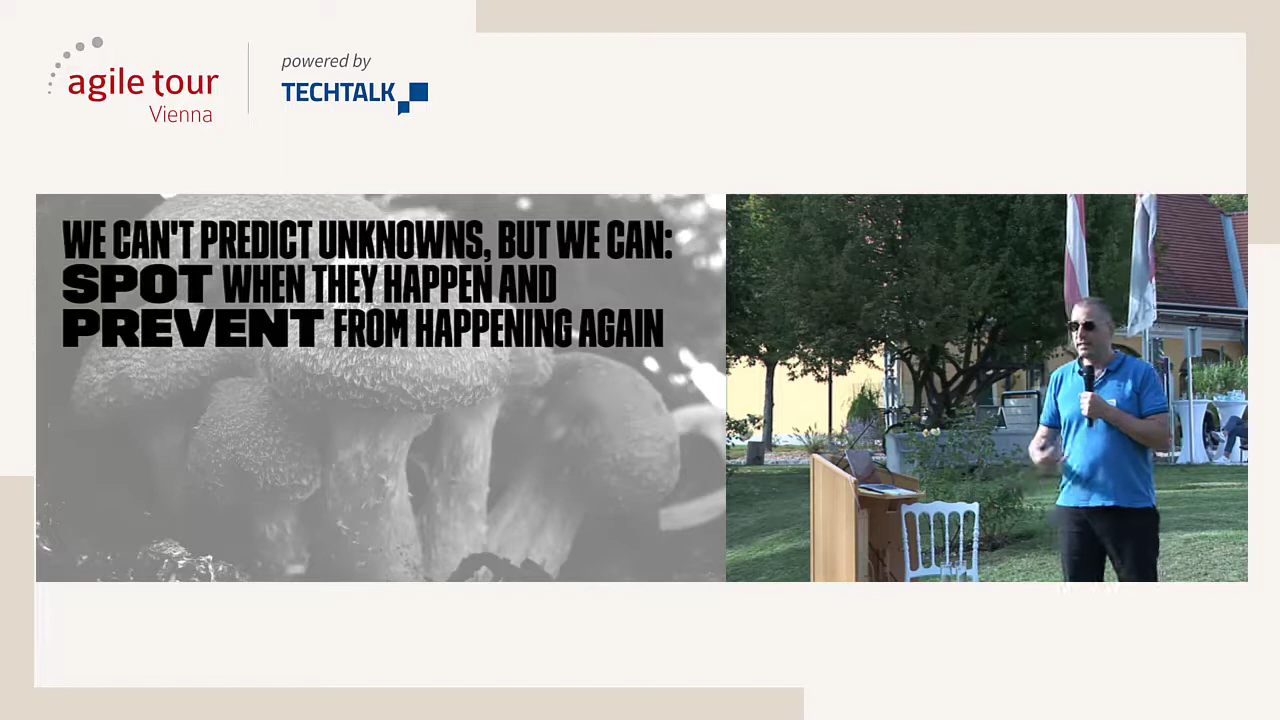 agile tour
Vienna
powered by
TECHTALK
WE CAN'T PREDICT UNKNOWNS, BUT WE CAN:
SPOT WHEN THEY HAPPEN AND
PREVENT FROM HAPPENING AGAIN